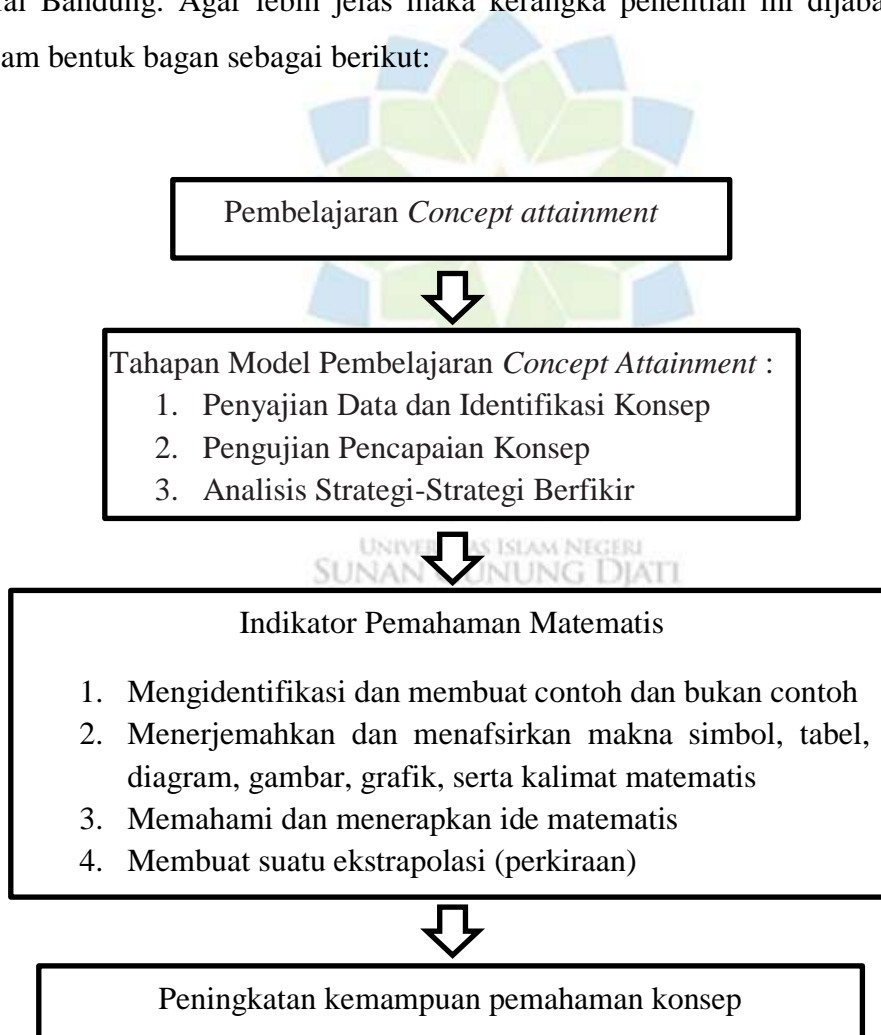 Bandung. Agar lebih jelas maka kerangka penelitian ini
bentuk bagan sebagai berikut:
Pembelajaran Concept attainment
Tahapan Model Pembelajaran Concept Attainment :
1. Penyajian Data dan Identifikasi Konsep
2. Pengujian Pencapaian Konsep
3. Analisis Strategi-Strategi Berfikir
ISLAM NEGERI
SUNAN GUNUNG DJATI
Indikator Pemahaman Matematis
1. Mengidentifikasi dan membuat contoh dan bukan contoh
2. Menerjemahkan dan menafsirkan makna simbol, tabel,
diagram, gambar, grafik, serta kalimat matematis
3. Memahami dan menerapkan ide matematis
4. Membuat suatu ekstrapolasi (perkiraan)
Peningkatan kemampuan pemahaman konsep